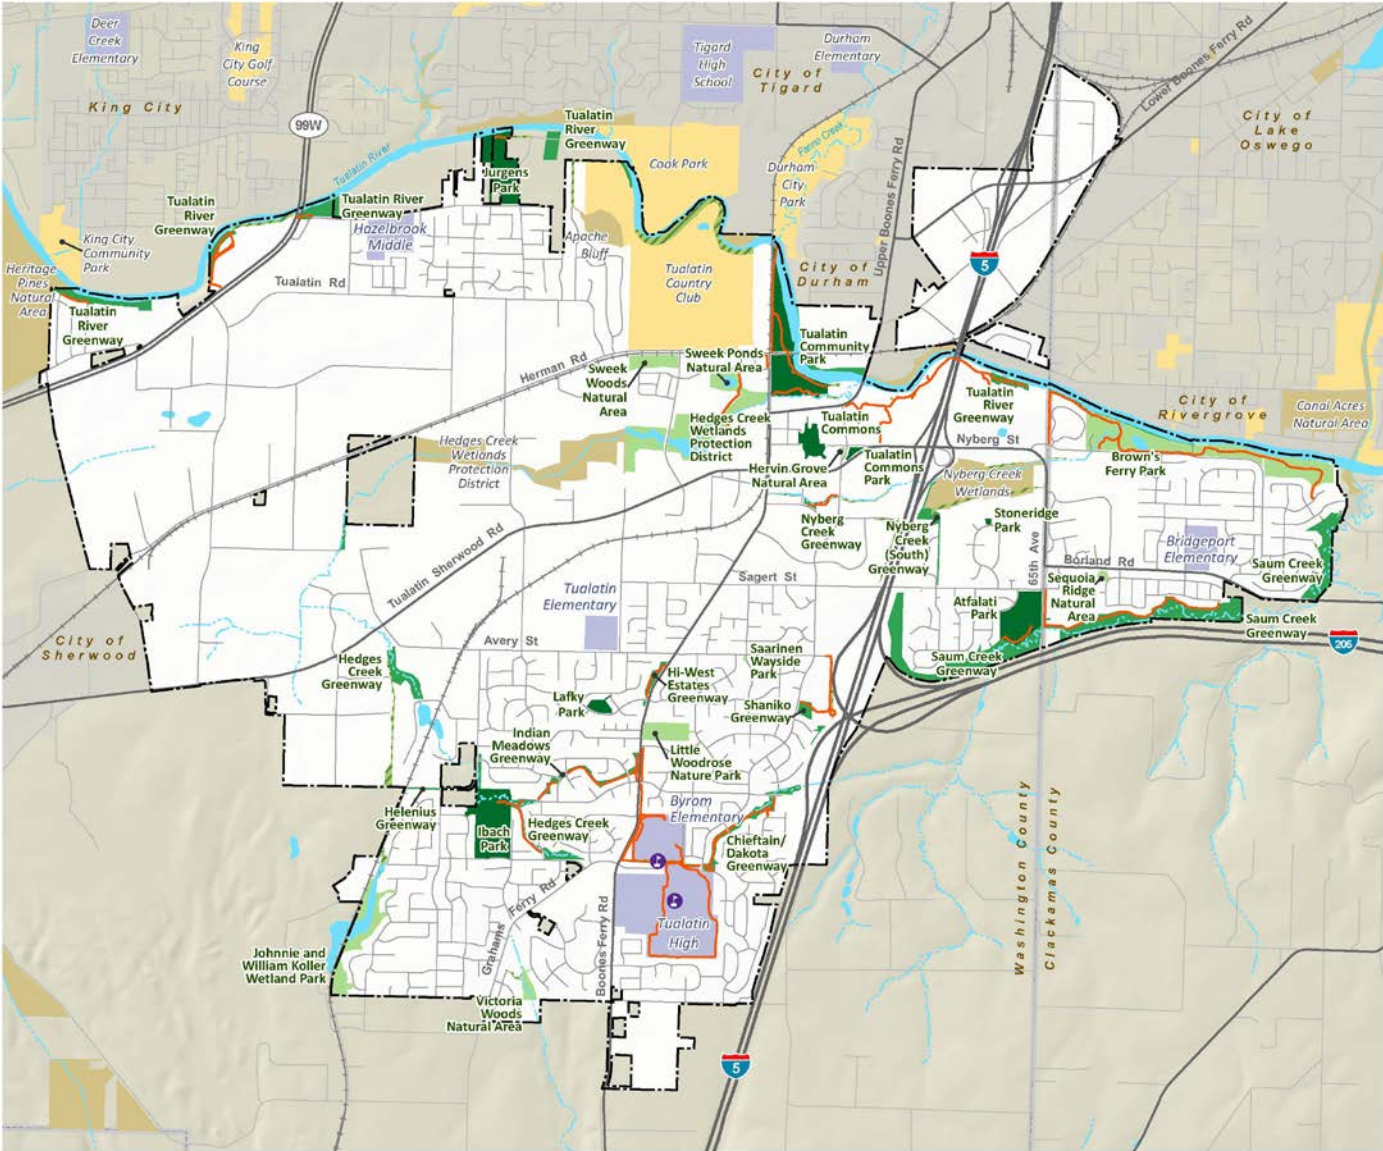 Deer
Creek
Elementary
King
City Golf
Course
King City
99W
Tualatin River
Tigard
High
School
City of
Tigard
Durham
Elementary
Lower Boones Ferry Rd
City of
Lake
Oswego
Tualatin
River
Greenway
Cook Park
Fanno Creek
Durham
City
Park
Upper Boones Ferry Rd
Jurgens
Park
Tualatin
River
Greenway
Tualatin River
Greenway
Hazelbrook
Middle
King City
Community
Park
Heritage
Pines
Natural
Area
Apache
Bluff
Tualatin
Country
Club
City of
Durham
5
Tualatin Rd
Tualatin
River
Greenway
Tualatin
Community
Park
Herman Rd
Sweek Ponds
Natural Area
Sweek
Woods
Natural
Area
Hedges Creek
Wetlands
Protection
District
Tualatin
Commons
Tualatin
River
Greenway
City of
Rivergrove
Canal Acres
Natural Area
Hedges Creek
Wetlands
Protection
District
Nyberg St
Hervin Grove
Natural Area
Tualatin
Commons
Park
Brown's
Ferry Park
Nyberg Creek
Wetlands
Nyberg
Creek
Greenway
Nyberg
Creek
(South)
Greenway
Stoneridge
Park
65th Ave
Bridgeport
Elementary
Borland Rd
Saum Creek
Greenway
Tualatin Sherwood Rd
Sagert St
Tualatin
Elementary
Sequoia
Ridge
Natural
Area
Atfalati
Park
Saum Creek
Greenway
205
City of
Sherwood
Avery St
Saum Creek
Greenway
Hedges
Creek
Greenway
Saarinen
Wayside
Park
Hi-West
Estates
Greenway
Lafky
Park
Shaniko
Greenway
Indian
Meadows
Greenway
Little
Woodrose
Nature Park
Helenius
Greenway
Ibach
Park
Hedges Creek
Greenway
Byrom
Elementary
Chieftain/
Dakota
Greenway
Washington County
Clackamas County
Grahams Ferry Rd
Boones Ferry Rd
Tualatin
High
Johnnie and
William Koller
Wetland Park
Victoria
Woods
Natural Area
5